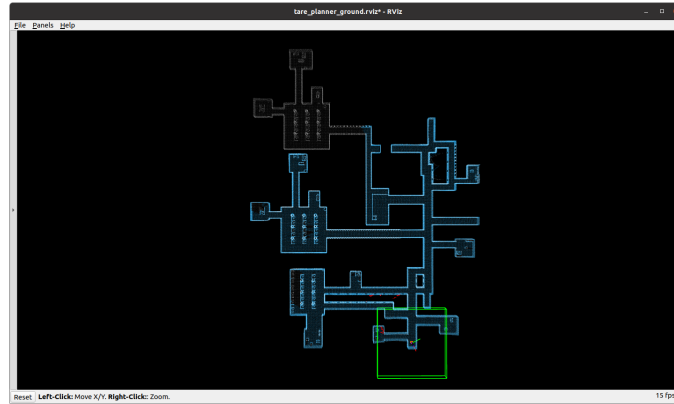 tare_planner_ground.rviz* - RViz
File Panels Help
Reset Left-Click: Move X/Y. Right-Click:: Zoom. 15 fps